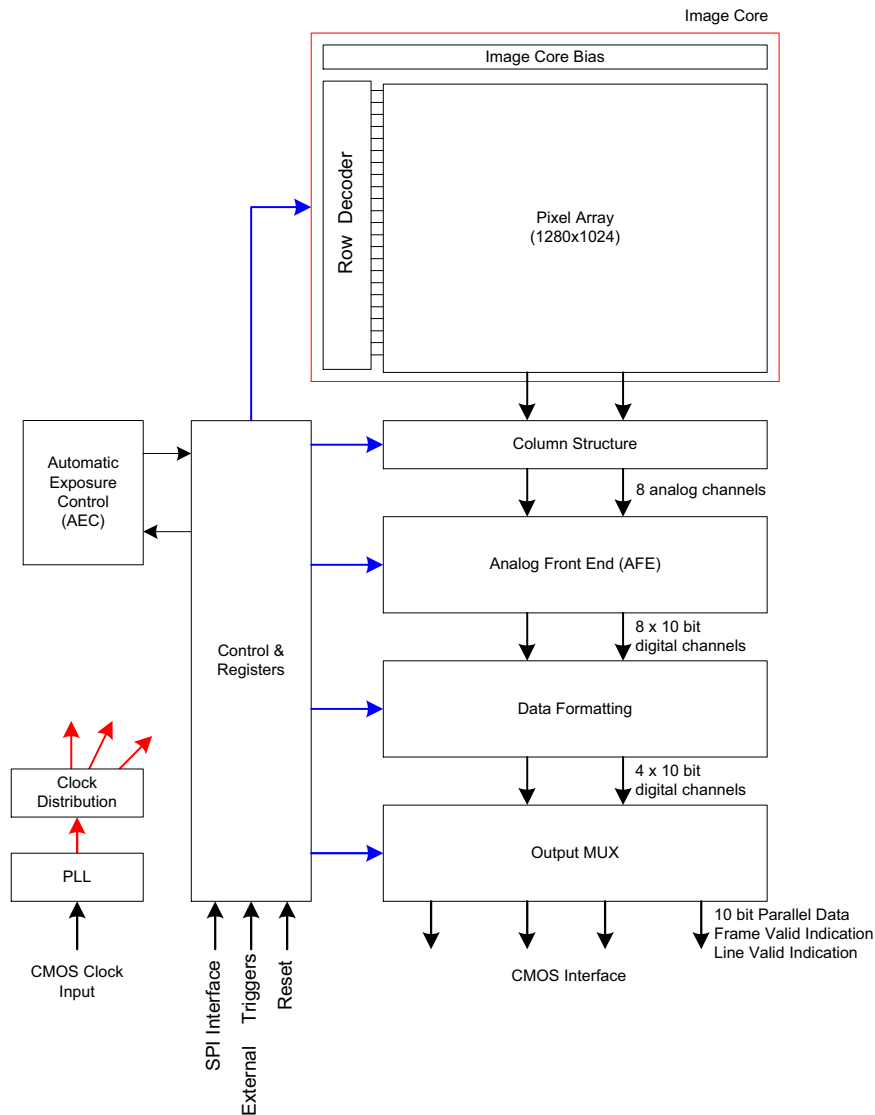 Image Core
Image Core Bias
Row Decoder
Pixel Array
(1280x1024)
Column Structure
8 analog channels
Automatic
Exposure
Control
(AEC)
Analog Front End (AFE)
8 x 10 bit
digital channels
Control &
Registers
Data Formatting
4 x 10 bit
digital channels
Clock
Distribution
Output MUX
PLL
10 bit Parallel Data
Frame Valid Indication
Line Valid Indication
CMOS Clock
Input
SPI Interface
External Triggers
Reset
CMOS Interface